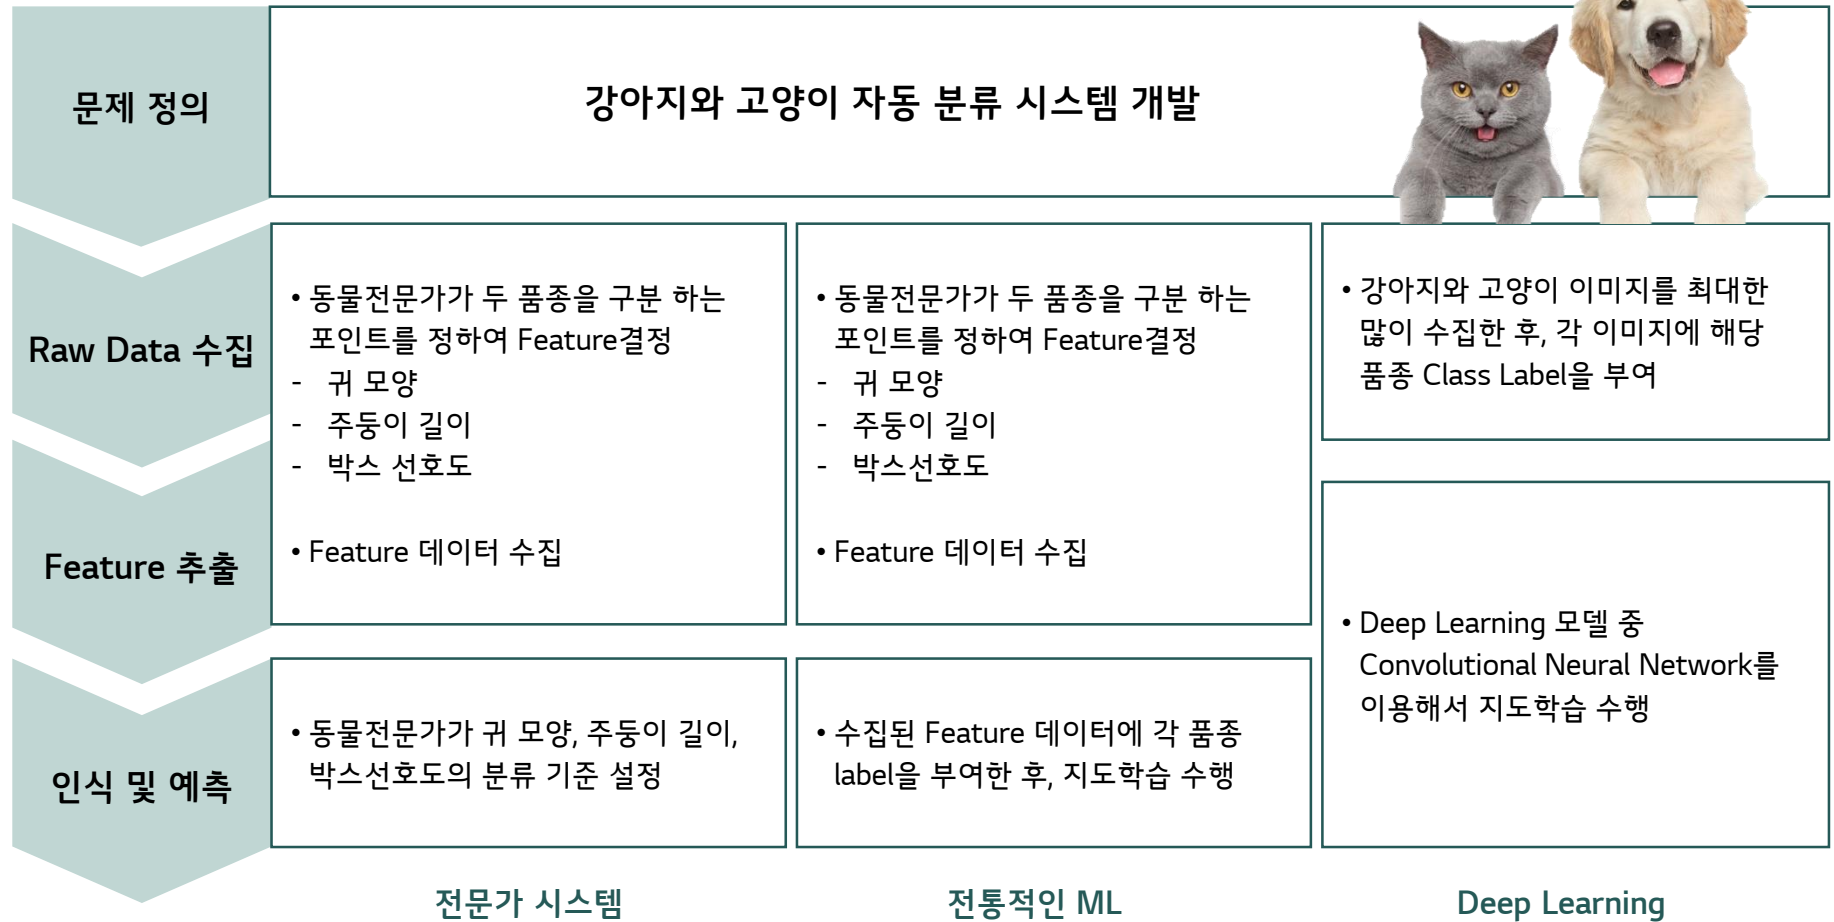 문제 정의
강아지와 고양이 자동 분류 시스템 개발
Raw Data 수집
Feature 추출
• 동물전문가가 두 품종을 구분 하는
포인트를 정하여 Feature결정
- 귀 모양
- 주둥이 길이
- 박스 선호도
• Feature 데이터 수집
• 동물전문가가 두 품종을 구분 하는
포인트를 정하여 Feature결정
- 귀 모양
- 주둥이 길이
- 박스선호도
• Feature 데이터 수집
• 강아지와 고양이 이미지를 최대한
많이 수집한 후, 각 이미지에 해당
품종 Class Label을 부여
인식 및 예측
• 동물전문가가 귀 모양, 주둥이 길이,
박스선호도의 분류 기준 설정
• 수집된 Feature 데이터에 각 품종
label을 부여한 후, 지도학습 수행
• Deep Learning 모델 중
Convolutional Neural Network를
이용해서 지도학습 수행
전문가 시스템
전통적인 ML
Deep Learning